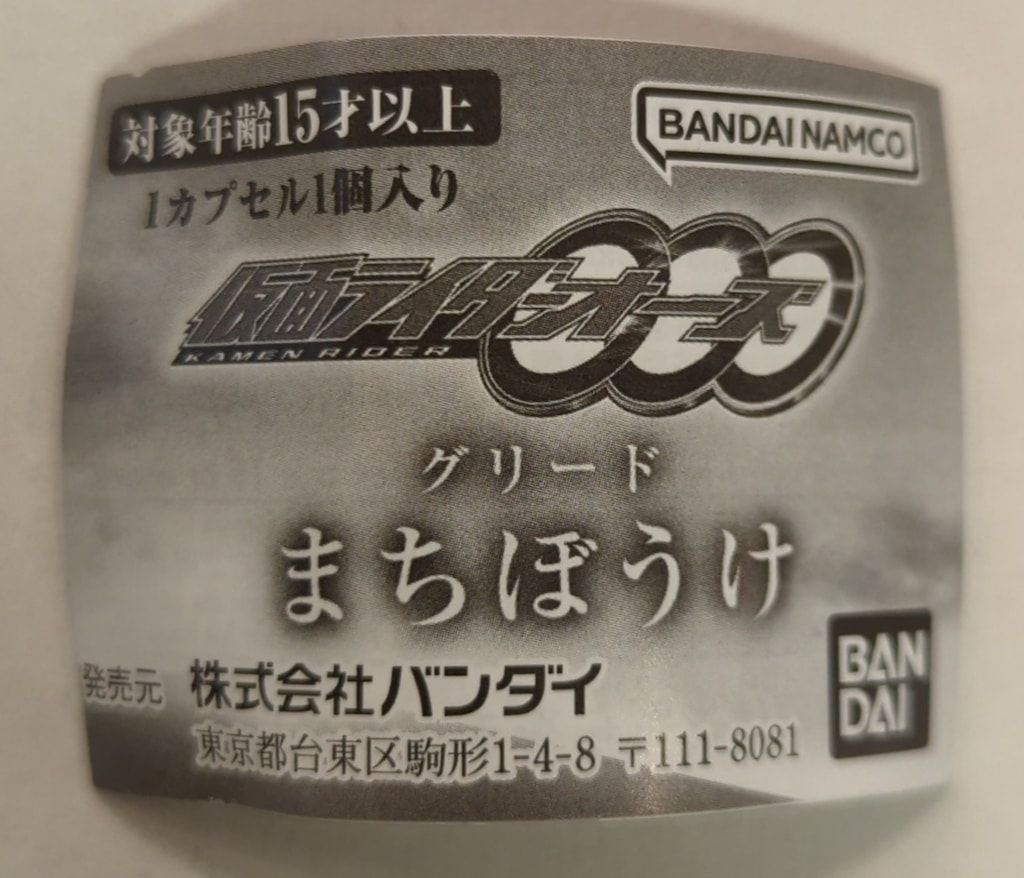 対象年齢15才以上
BANDAI NAMCO
1カプセル1個入り
仮面ライダーオーズ
KAMEN RIDER
OOO
グリード
まちぼうけ
発売元 株式会社バンダイ
東京都台東区駒形1-4-8 〒111-8081
BAN
DAI